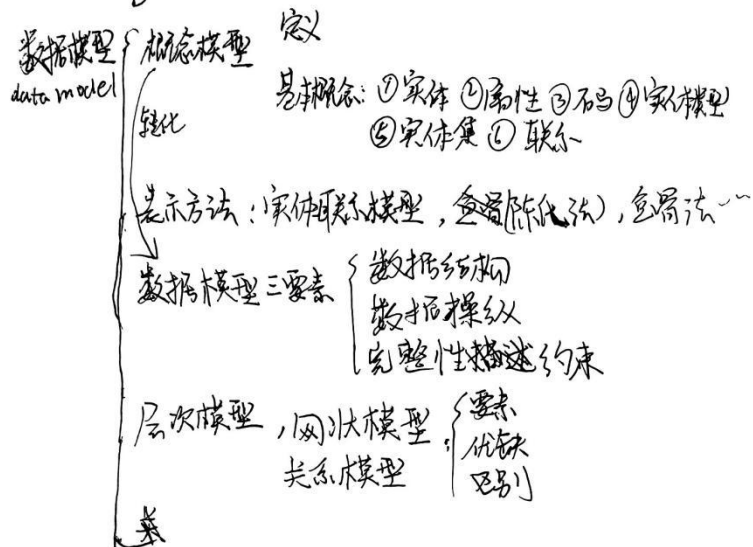 数据模型 概念模型 定义
data model
基本概念：①实体 ②属性 ③码 ④实体模型
⑤实体集 ⑥联系
转化
表示方法：实体联系模型，鱼骨(陈氏法)，鱼骨法……
数据模型三要素 数据结构
数据操纵
完整性描述约束
层次模型，网状模型：要素
关系模型 优缺
区别